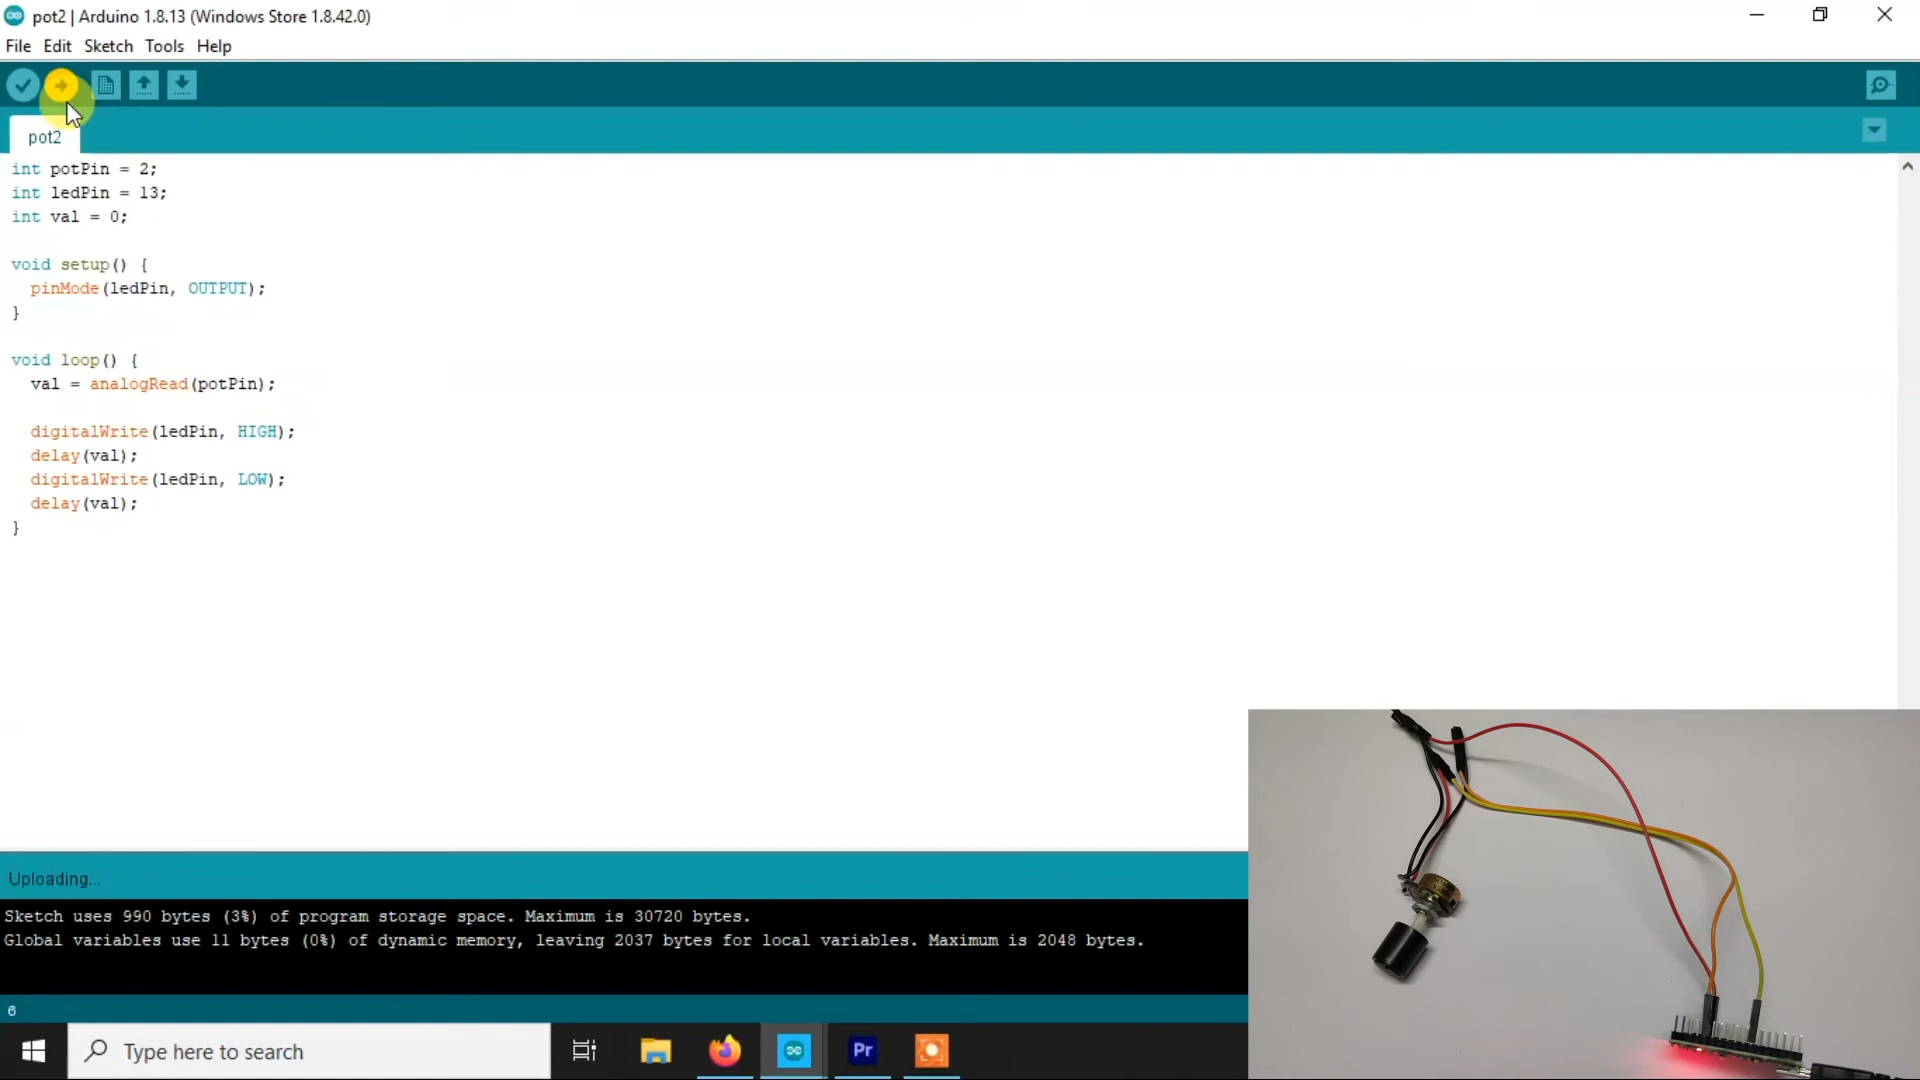 pot2 | Arduino 1.8.13 (Windows Store 1.8.42.0)
File Edit Sketch Tools Help
pot2
int potPin = 2;
int ledPin = 13;
int val = 0;
void setup() {
  pinMode(ledPin, OUTPUT);
}
void loop() {
  val = analogRead(potPin);
  digitalWrite(ledPin, HIGH);
  delay(val);
  digitalWrite(ledPin, LOW);
  delay(val);
}
Uploading...
Sketch uses 990 bytes (3%) of program storage space. Maximum is 30720 bytes.
Global variables use 11 bytes (0%) of dynamic memory, leaving 2037 bytes for local variables. Maximum is 2048 bytes.
6
Type here to search
Pr